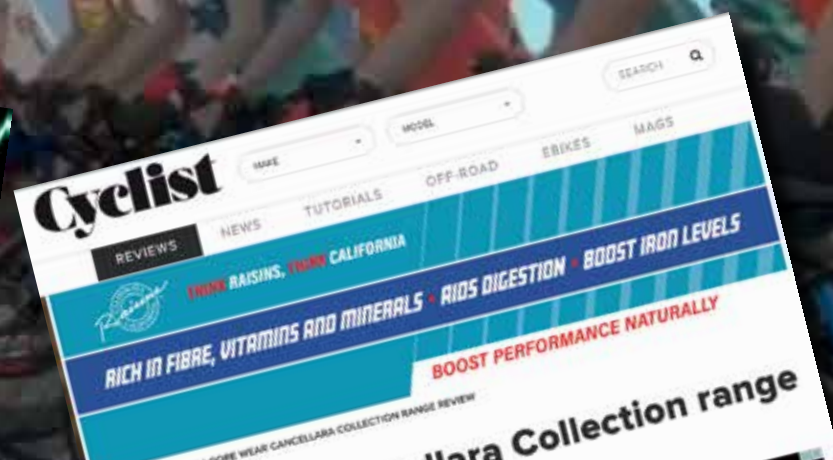 SEARCH
MAKE
MODEL
Cyclist
REVIEWS NEWS TUTORIALS OFF-ROAD EBIKES MAGS
Raisins
THINK RAISINS, THINK CALIFORNIA
RICH IN FIBRE, VITAMINS AND MINERALS • AIDS DIGESTION • BOOST IRON LEVELS
BOOST PERFORMANCE NATURALLY
WEAR CANCELLARA COLLECTION RANGE REVIEW
llara Collection range